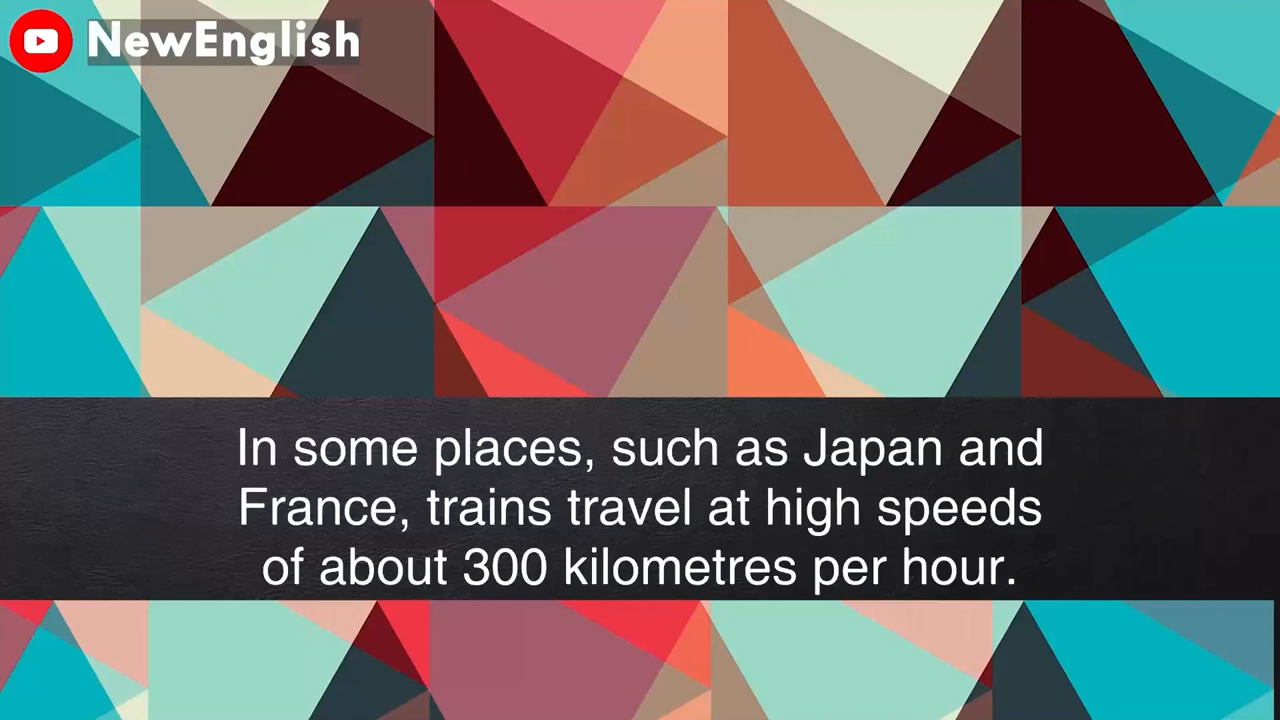 NewEnglish
In some places, such as Japan and
France, trains travel at high speeds
of about 300 kilometres per hour.